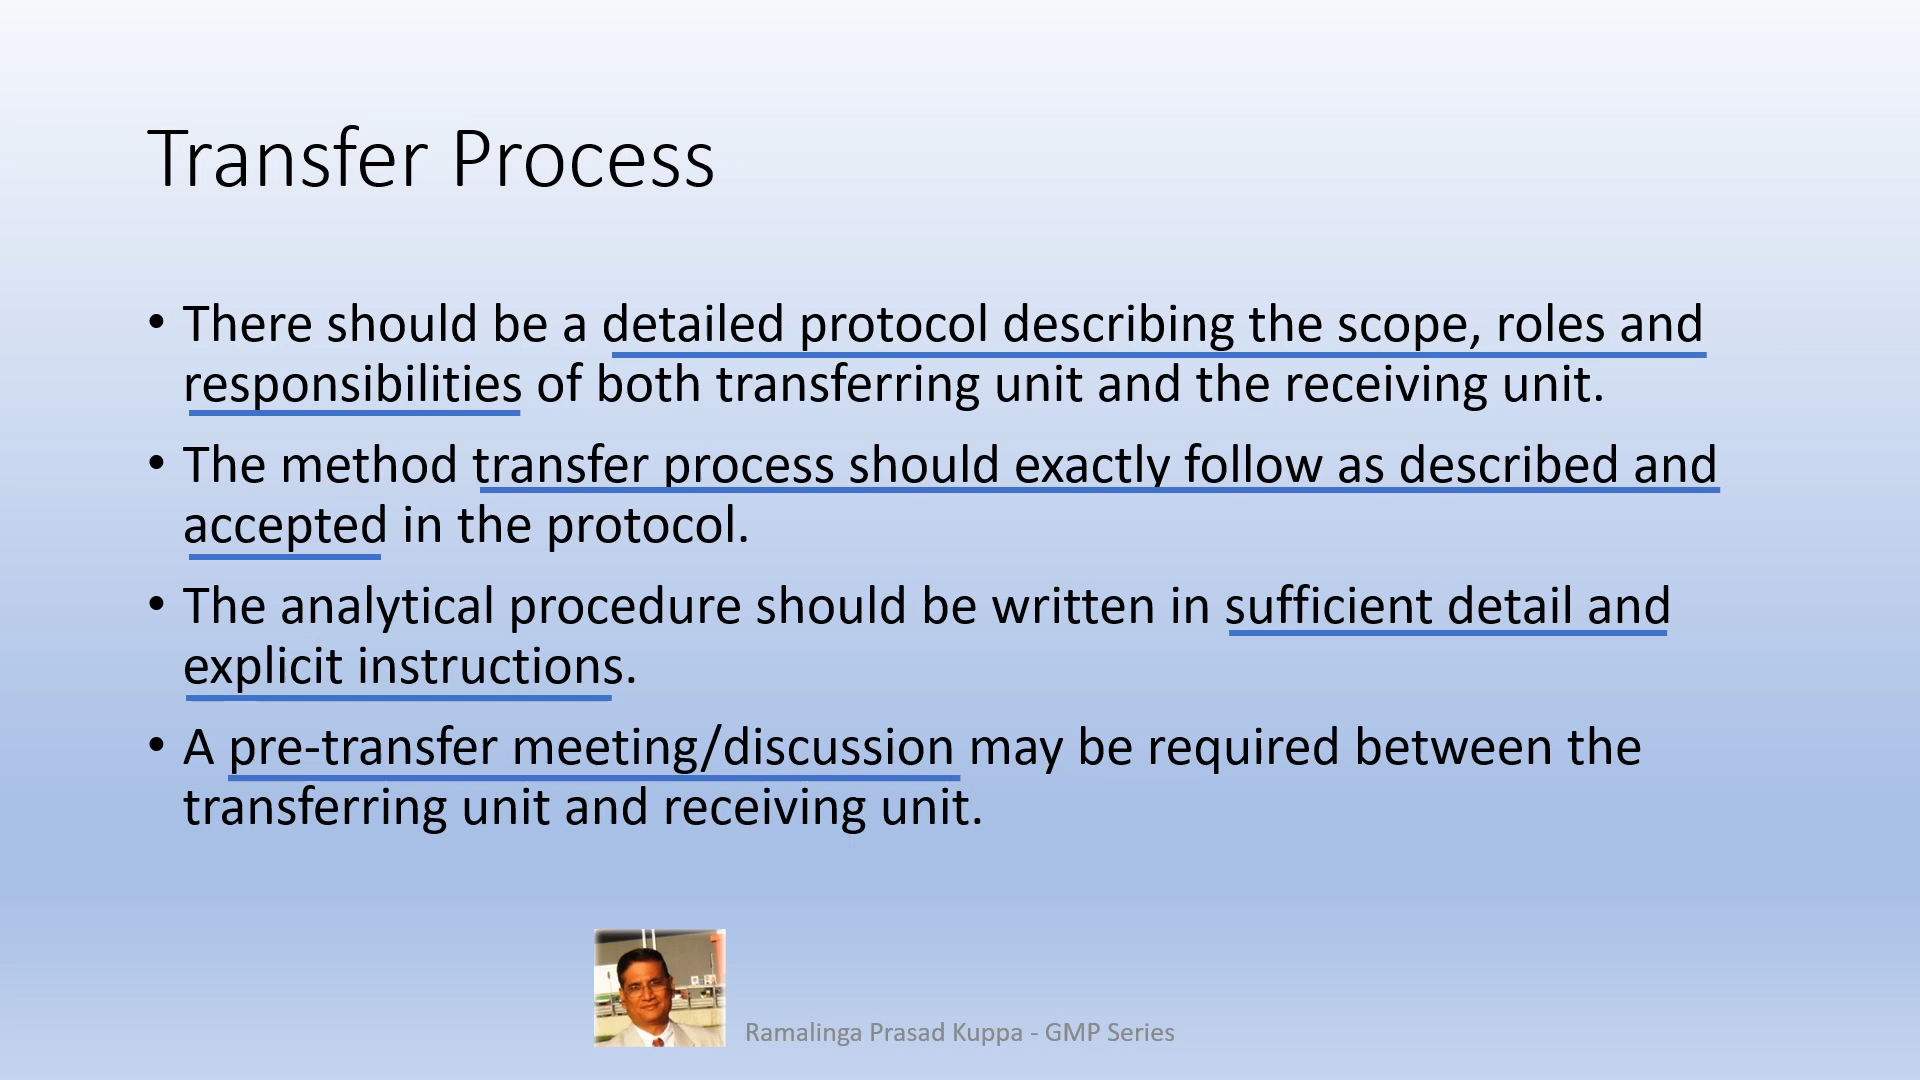 Transfer Process
• There should be a detailed protocol describing the scope, roles and
responsibilities of both transferring unit and the receiving unit.
• The method transfer process should exactly follow as described and
accepted in the protocol.
• The analytical procedure should be written in sufficient detail and
explicit instructions.
• A pre-transfer meeting/discussion may be required between the
transferring unit and receiving unit.
Ramalinga Prasad Kuppa - GMP Series